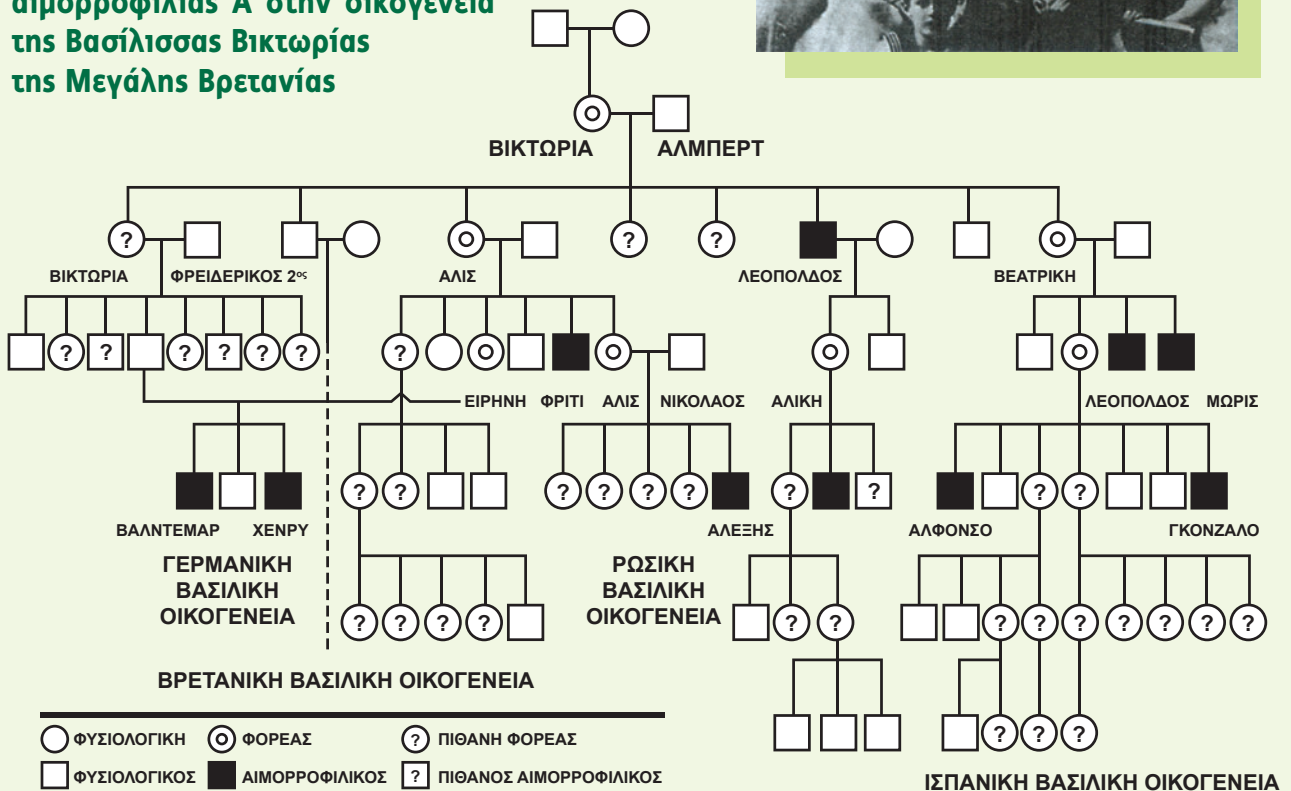 αιμορροφιλίας Α στην οικογένεια
της Βασίλισσας Βικτωρίας
της Μεγάλης Βρετανίας
ΒΙΚΤΩΡΙΑ ΑΛΜΠΕΡΤ
? ? ?
ΒΙΚΤΩΡΙΑ ΦΡΕΙΔΕΡΙΚΟΣ 2ος ΑΛΙΣ ΛΕΟΠΟΛΔΟΣ ΒΕΑΤΡΙΚΗ
? ? ? ? ? ? ?
ΕΙΡΗΝΗ ΦΡΙΤΙ ΑΛΙΣ ΝΙΚΟΛΑΟΣ ΑΛΙΚΗ ΛΕΟΠΟΛΔΟΣ ΜΩΡΙΣ
? ? ? ? ? ? ? ? ? ?
ΒΑΛΝΤΕΜΑΡ ΧΕΝΡΥ ΑΛΕΞΗΣ ΑΛΦΟΝΣΟ ΓΚΟΝΖΑΛΟ
ΓΕΡΜΑΝΙΚΗ
ΒΑΣΙΛΙΚΗ
ΟΙΚΟΓΕΝΕΙΑ
ΡΩΣΙΚΗ
ΒΑΣΙΛΙΚΗ
ΟΙΚΟΓΕΝΕΙΑ
? ? ? ? ? ? ? ? ? ? ? ? ?
ΒΡΕΤΑΝΙΚΗ ΒΑΣΙΛΙΚΗ ΟΙΚΟΓΕΝΕΙΑ
? ? ?
ΦΥΣΙΟΛΟΓΙΚΗ ΦΟΡΕΑΣ ? ΠΙΘΑΝΗ ΦΟΡΕΑΣ
ΦΥΣΙΟΛΟΓΙΚΟΣ ΑΙΜΟΡΡΟΦΙΛΙΚΟΣ ? ΠΙΘΑΝΟΣ ΑΙΜΟΡΡΟΦΙΛΙΚΟΣ
ΙΣΠΑΝΙΚΗ ΒΑΣΙΛΙΚΗ ΟΙΚΟΓΕΝΕΙΑ